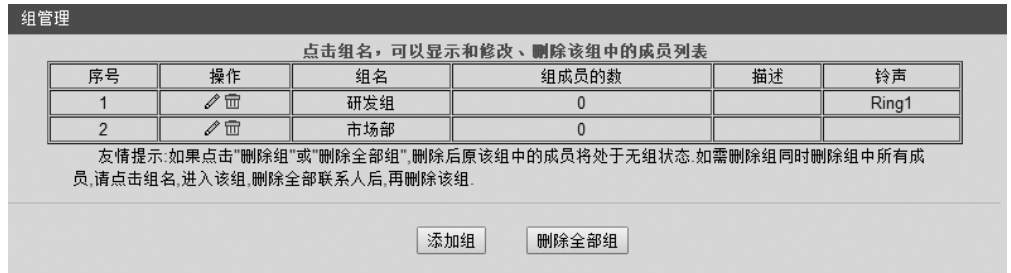 组管理
点击组名，可以显示和修改、删除该组中的成员列表
序号 操作 组名 组成员的数 描述 铃声
1 研发组 0 Ring1
2 市场部 0
友情提示:如果点击"删除组"或"删除全部组",删除后原该组中的成员将处于无组状态.如需删除组同时删除组中所有成
员,请点击组名,进入该组,删除全部联系人后,再删除该组.
添加组 删除全部组